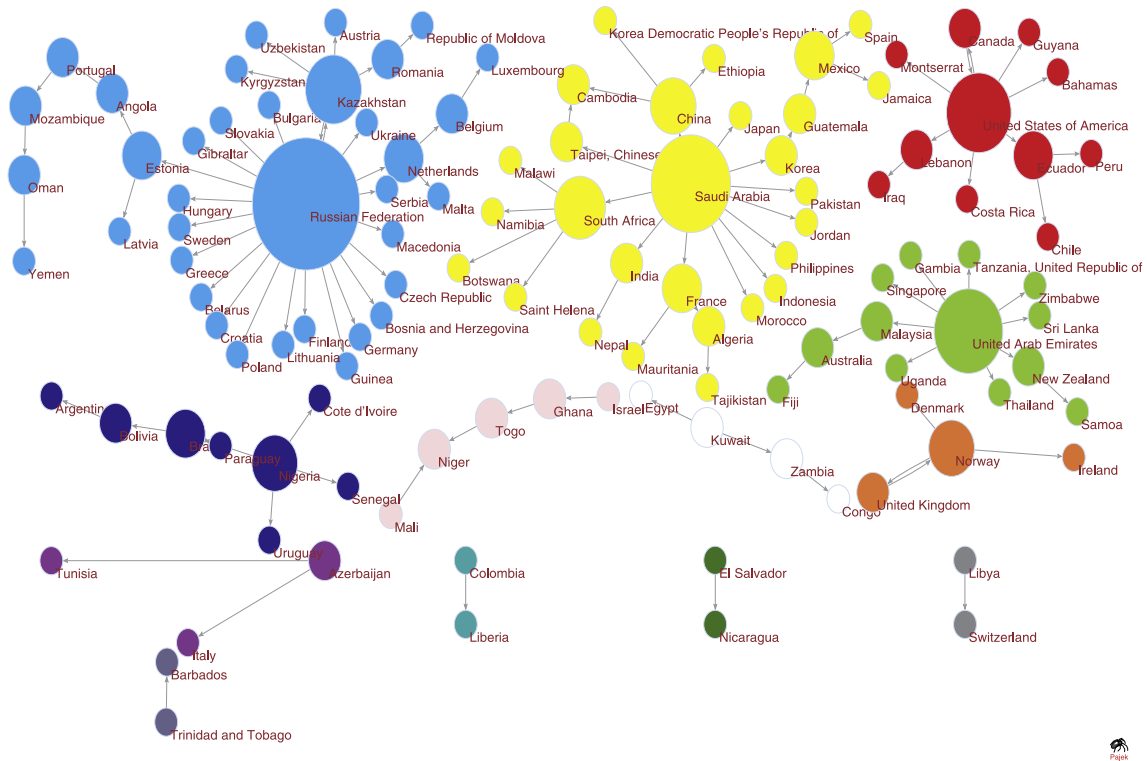 Austria
Korea Democratic People's Republic of
Spain
Canada
Guyana
Uzbekistan
Republic of Moldova
Portugal
Romania
Luxembourg
Ethiopia
Mexico
Montserrat
Bahamas
Kyrgyzstan
Kazakhstan
Cambodia
Jamaica
Angola
Mozambique
Bulgaria
Belgium
China
Guatemala
United States of America
Slovakia
Ukraine
Japan
Gibraltar
Taipei, Chinese
Lebanon
Ecuador
Peru
Estonia
Netherlands
Malawi
Korea
Oman
Saudi Arabia
Iraq
Hungary
Russian Federation
Serbia
Malta
Namibia
South Africa
Pakistan
Costa Rica
Latvia
Sweden
Macedonia
Jordan
Chile
Yemen
Greece
Botswana
India
Philippines
Gambia
Tanzania, United Republic of
Czech Republic
Singapore
Zimbabwe
Belarus
Saint Helena
France
Morocco
Indonesia
Croatia
Bosnia and Herzegovina
Sri Lanka
Malaysia
United Arab Emirates
Finland
Germany
Nepal
Algeria
Poland
Lithuania
Mauritania
Australia
Guinea
Uganda
New Zealand
Tajikistan
Fiji
Thailand
Argentina
Cote d'Ivoire
Ghana
Israel
Egypt
Denmark
Samoa
Bolivia
Togo
Kuwait
Paraguay
Nigeria
Niger
Zambia
Norway
Ireland
Senegal
Congo
United Kingdom
Mali
Uruguay
Tunisia
Azerbaijan
Colombia
El Salvador
Libya
Liberia
Nicaragua
Switzerland
Italy
Barbados
Trinidad and Tobago
Pajek